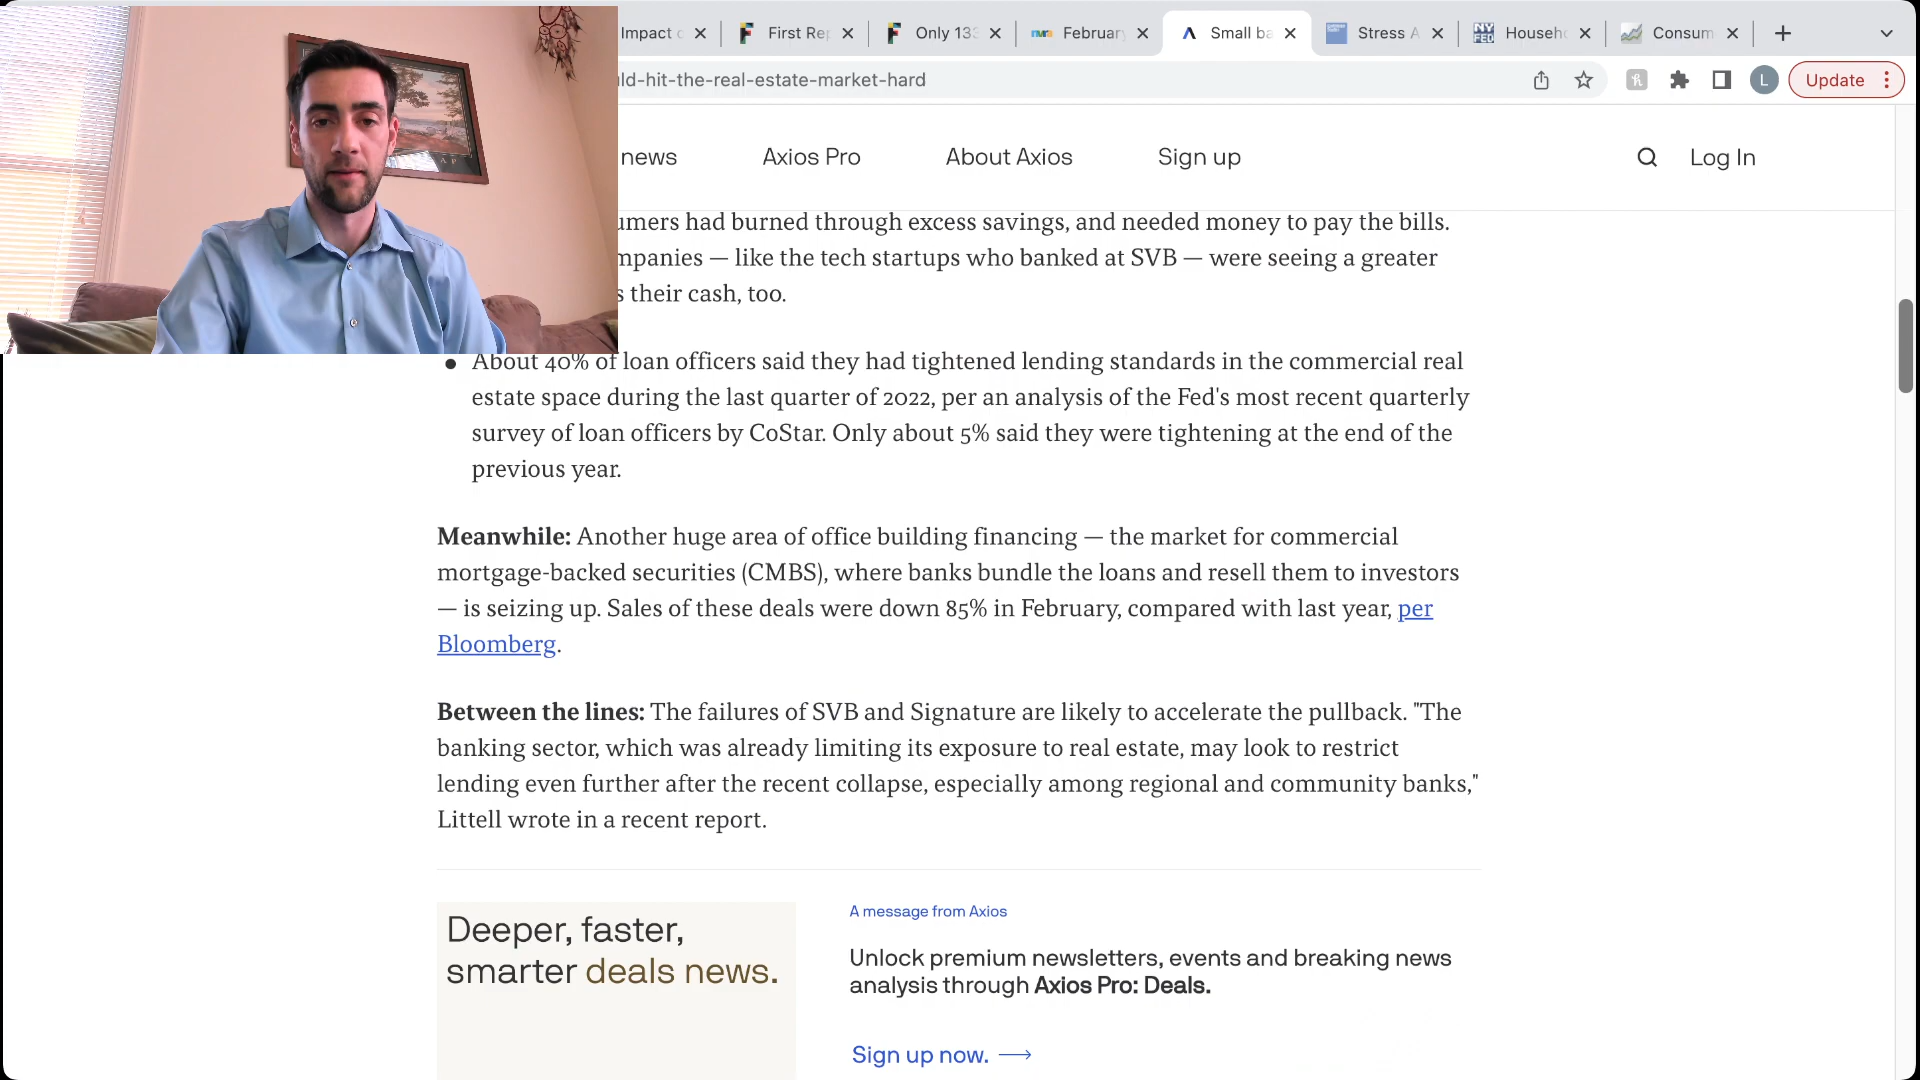 Impact
First Re
Only 13
Februar
Small ba
Stress A
Househ
Consum
ld-hit-the-real-estate-market-hard
L
Update
news
Axios Pro
About Axios
Sign up
Log In
umers had burned through excess savings, and needed money to pay the bills.
mpanies — like the tech startups who banked at SVB — were seeing a greater
s their cash, too.
• About 40% of loan officers said they had tightened lending standards in the commercial real
estate space during the last quarter of 2022, per an analysis of the Fed's most recent quarterly
survey of loan officers by CoStar. Only about 5% said they were tightening at the end of the
previous year.
Meanwhile: Another huge area of office building financing — the market for commercial
mortgage-backed securities (CMBS), where banks bundle the loans and resell them to investors
— is seizing up. Sales of these deals were down 85% in February, compared with last year, per
Bloomberg.
Between the lines: The failures of SVB and Signature are likely to accelerate the pullback. "The
banking sector, which was already limiting its exposure to real estate, may look to restrict
lending even further after the recent collapse, especially among regional and community banks,"
Littell wrote in a recent report.
Deeper, faster,
smarter deals news.
A message from Axios
Unlock premium newsletters, events and breaking news
analysis through Axios Pro: Deals.
Sign up now. →